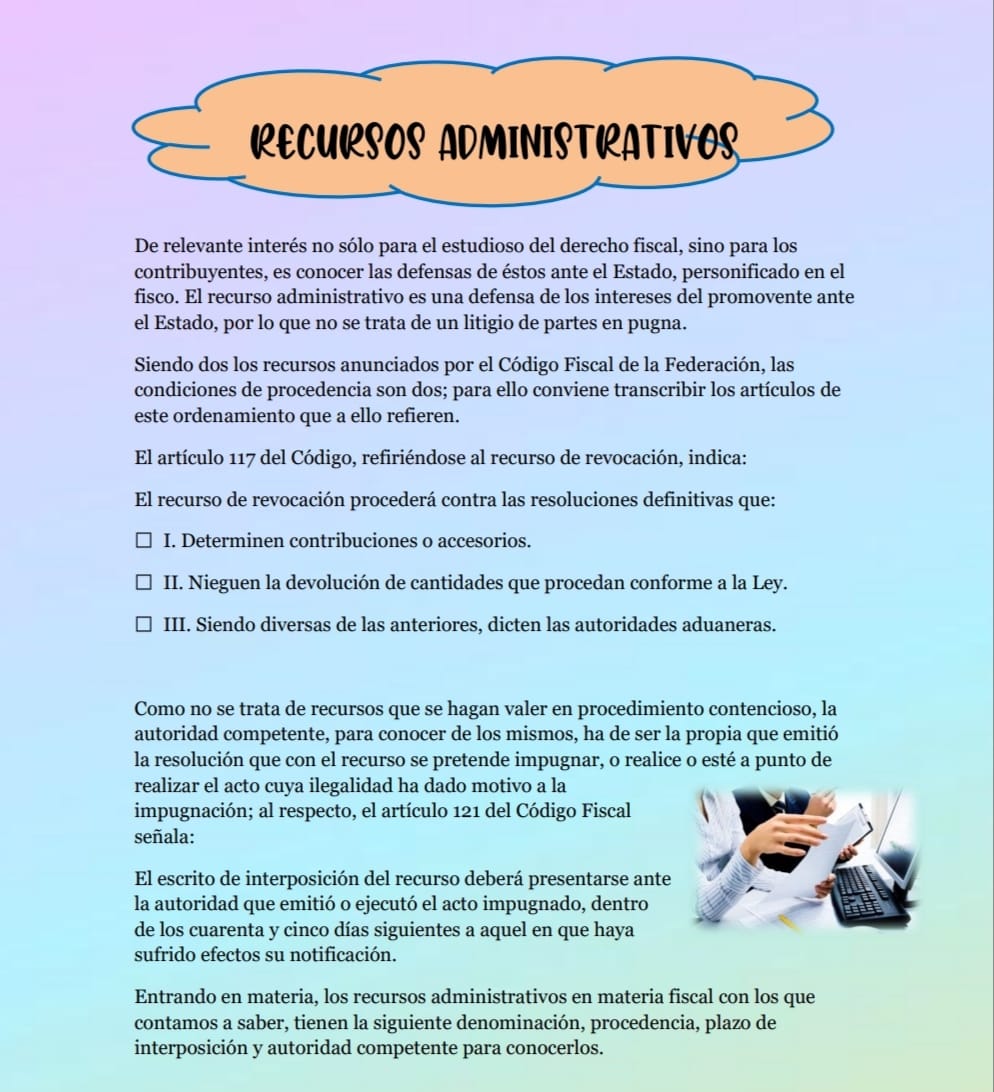 RECURSOS ADMINISTRATIVOS
De relevante interés no sólo para el estudioso del derecho fiscal, sino para los
contribuyentes, es conocer las defensas de éstos ante el Estado, personificado en el
fisco. El recurso administrativo es una defensa de los intereses del promovente ante
el Estado, por lo que no se trata de un litigio de partes en pugna.
Siendo dos los recursos anunciados por el Código Fiscal de la Federación, las
condiciones de procedencia son dos; para ello conviene transcribir los artículos de
este ordenamiento que a ello refieren.
El artículo 117 del Código, refiriéndose al recurso de revocación, indica:
El recurso de revocación procederá contra las resoluciones definitivas que:
☐ I. Determinen contribuciones o accesorios.
☐ II. Nieguen la devolución de cantidades que procedan conforme a la Ley.
☐ III. Siendo diversas de las anteriores, dicten las autoridades aduaneras.
Como no se trata de recursos que se hagan valer en procedimiento contencioso, la
autoridad competente, para conocer de los mismos, ha de ser la propia que emitió
la resolución que con el recurso se pretende impugnar, o realice o esté a punto de
realizar el acto cuya ilegalidad ha dado motivo a la
impugnación; al respecto, el artículo 121 del Código Fiscal
señala:
El escrito de interposición del recurso deberá presentarse ante
la autoridad que emitió o ejecutó el acto impugnado, dentro
de los cuarenta y cinco días siguientes a aquel en que haya
sufrido efectos su notificación.
Entrando en materia, los recursos administrativos en materia fiscal con los que
contamos a saber, tienen la siguiente denominación, procedencia, plazo de
interposición y autoridad competente para conocerlos.